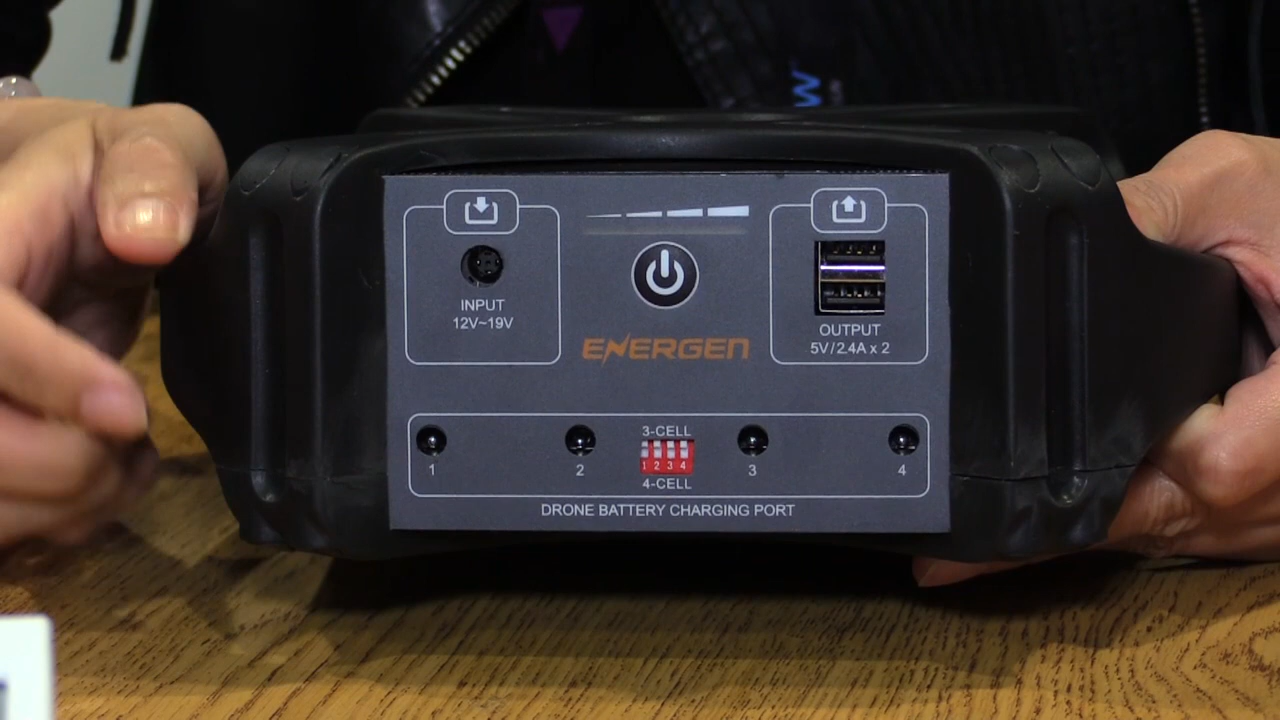 INPUT
12V~19V
OUTPUT
5V/2.4A x 2
ENERGEN
3-CELL
1 2 3 4
4-CELL
1
2
3
4
DRONE BATTERY CHARGING PORT